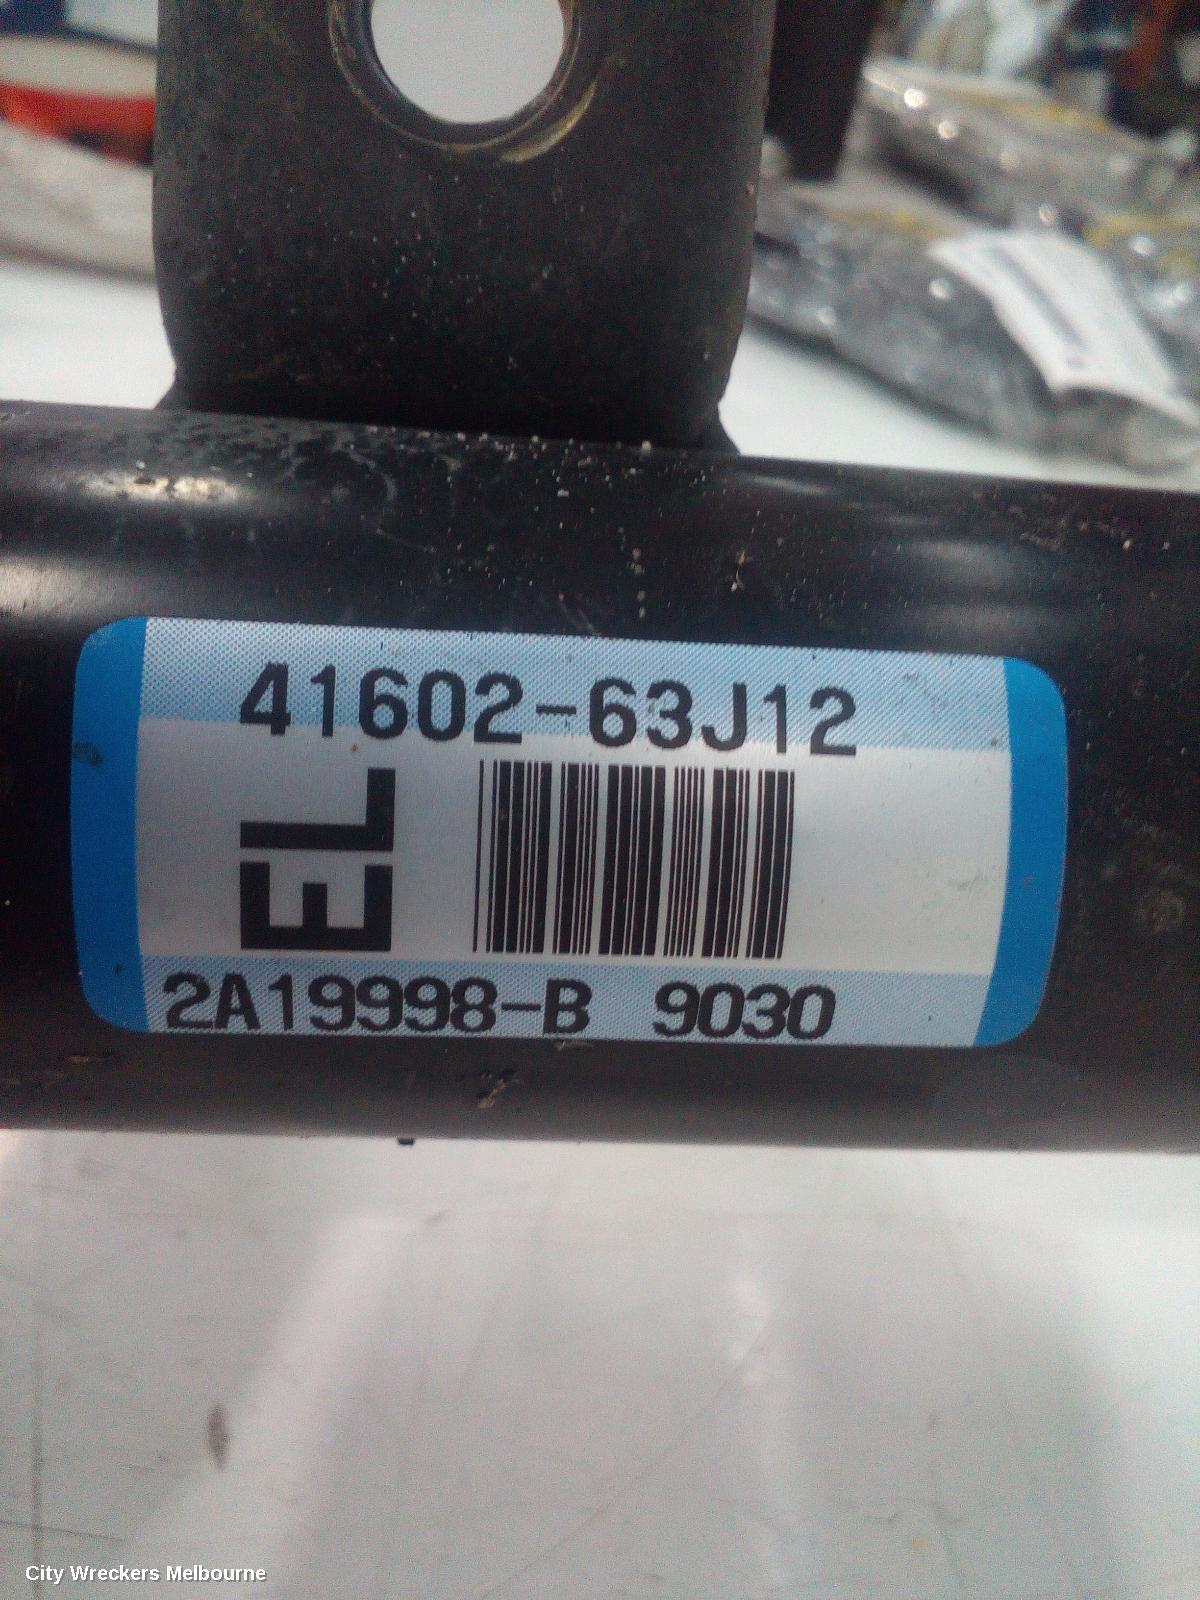 41602-63J12
EL
2A19998-B 9030
City Wreckers Melbourne